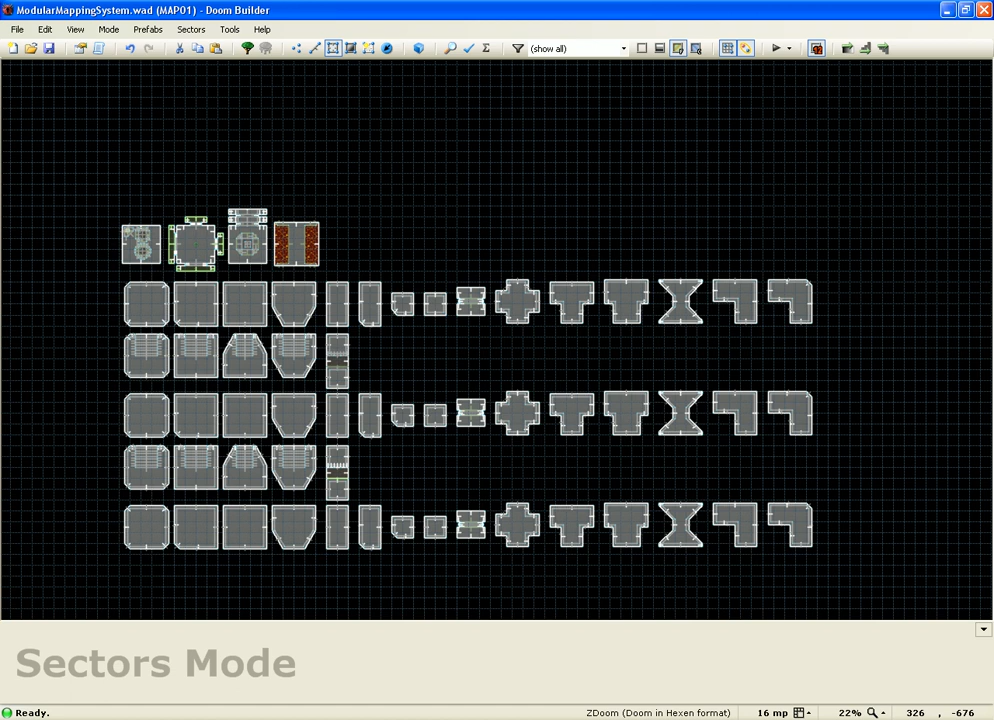 ModularMappingSystem.wad (MAP01) - Doom Builder
File Edit View Mode Prefabs Sectors Tools Help
(show all)
Sectors Mode
Ready. ZDoom (Doom in Hexen format) 16 mp 22% 326 , -676